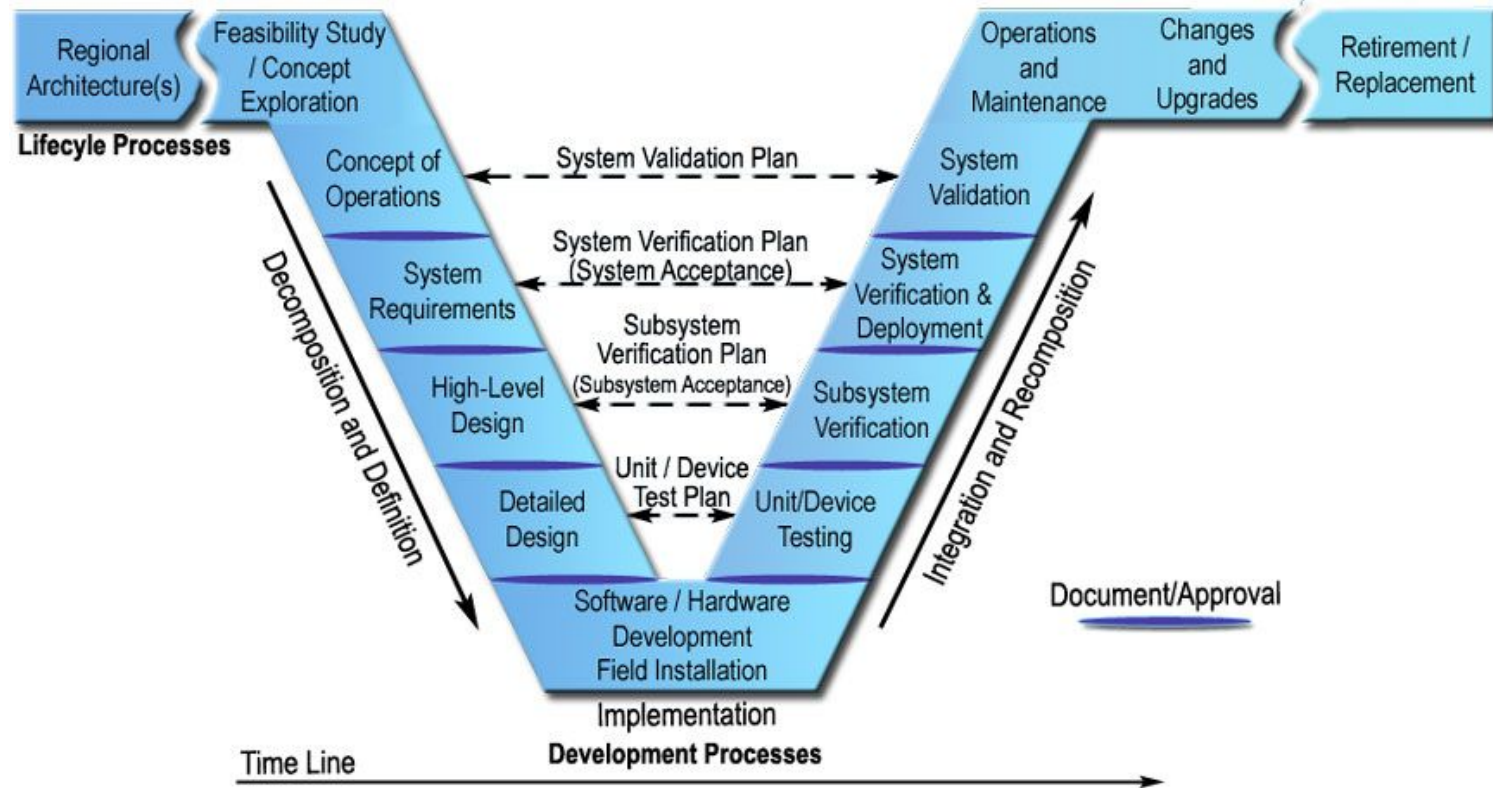 Regional
Architecture(s)
Feasibility Study
/ Concept
Exploration
Operations
and
Maintenance
Changes
and
Upgrades
Retirement /
Replacement
Lifecyle Processes
Concept of
Operations
System Validation Plan
System
Validation
System Verification Plan
(System Acceptance)
System
Requirements
System
Verification &
Deployment
Subsystem
Verification Plan
(Subsystem Acceptance)
High-Level
Design
Subsystem
Verification
Unit / Device
Test Plan
Detailed
Design
Unit/Device
Testing
Decomposition and Definition
Integration and Recomposition
Software / Hardware
Development
Field Installation
Document/Approval
Implementation
Development Processes
Time Line